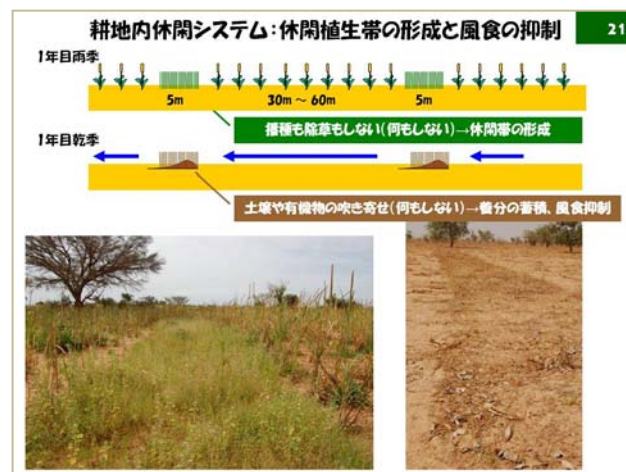 耕地内休閑システム:休閑植生帯の形成と風食の抑制
21
1年目雨季
5m
30m ～ 60m
5m
播種も除草もしない(何もしない)→休閑帯の形成
1年目乾季
土壌や有機物の吹き寄せ(何もしない)→養分の蓄積、風食抑制